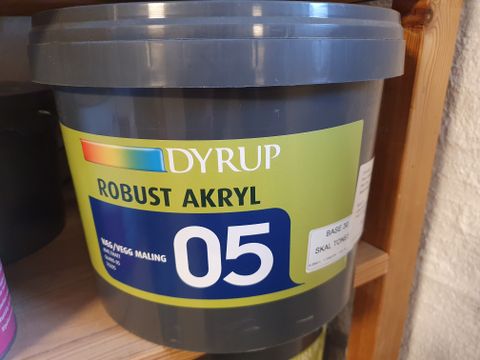 DYRUP
ROBUST AKRYL
VÆG/VEGG MALING
05
BASE 30
SKAL TONES